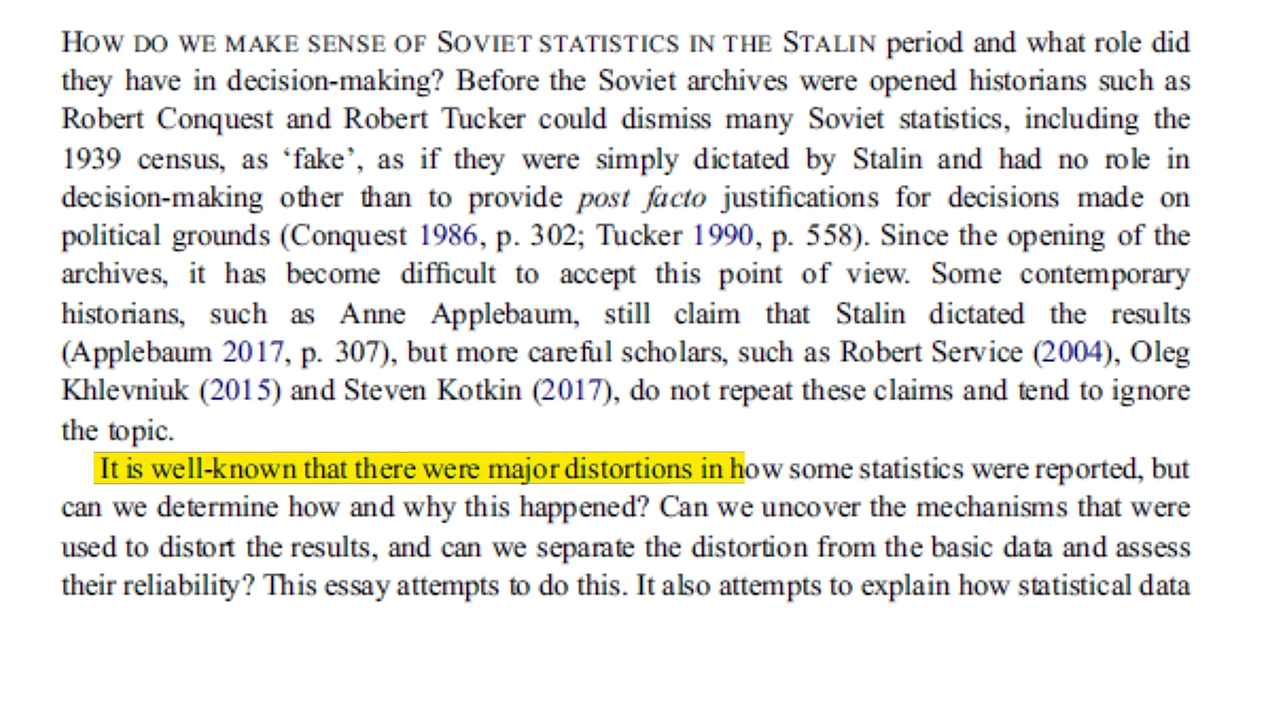 HOW DO WE MAKE SENSE OF SOVIET STATISTICS IN THE STALIN period and what role did
they have in decision-making? Before the Soviet archives were opened historians such as
Robert Conquest and Robert Tucker could dismiss many Soviet statistics, including the
1939 census, as ‘fake’, as if they were simply dictated by Stalin and had no role in
decision-making other than to provide post facto justifications for decisions made on
political grounds (Conquest 1986, p. 302; Tucker 1990, p. 558). Since the opening of the
archives, it has become difficult to accept this point of view. Some contemporary
historians, such as Anne Applebaum, still claim that Stalin dictated the results
(Applebaum 2017, p. 307), but more careful scholars, such as Robert Service (2004), Oleg
Khlevniuk (2015) and Steven Kotkin (2017), do not repeat these claims and tend to ignore
the topic.
It is well-known that there were major distortions in how some statistics were reported, but
can we determine how and why this happened? Can we uncover the mechanisms that were
used to distort the results, and can we separate the distortion from the basic data and assess
their reliability? This essay attempts to do this. It also attempts to explain how statistical data